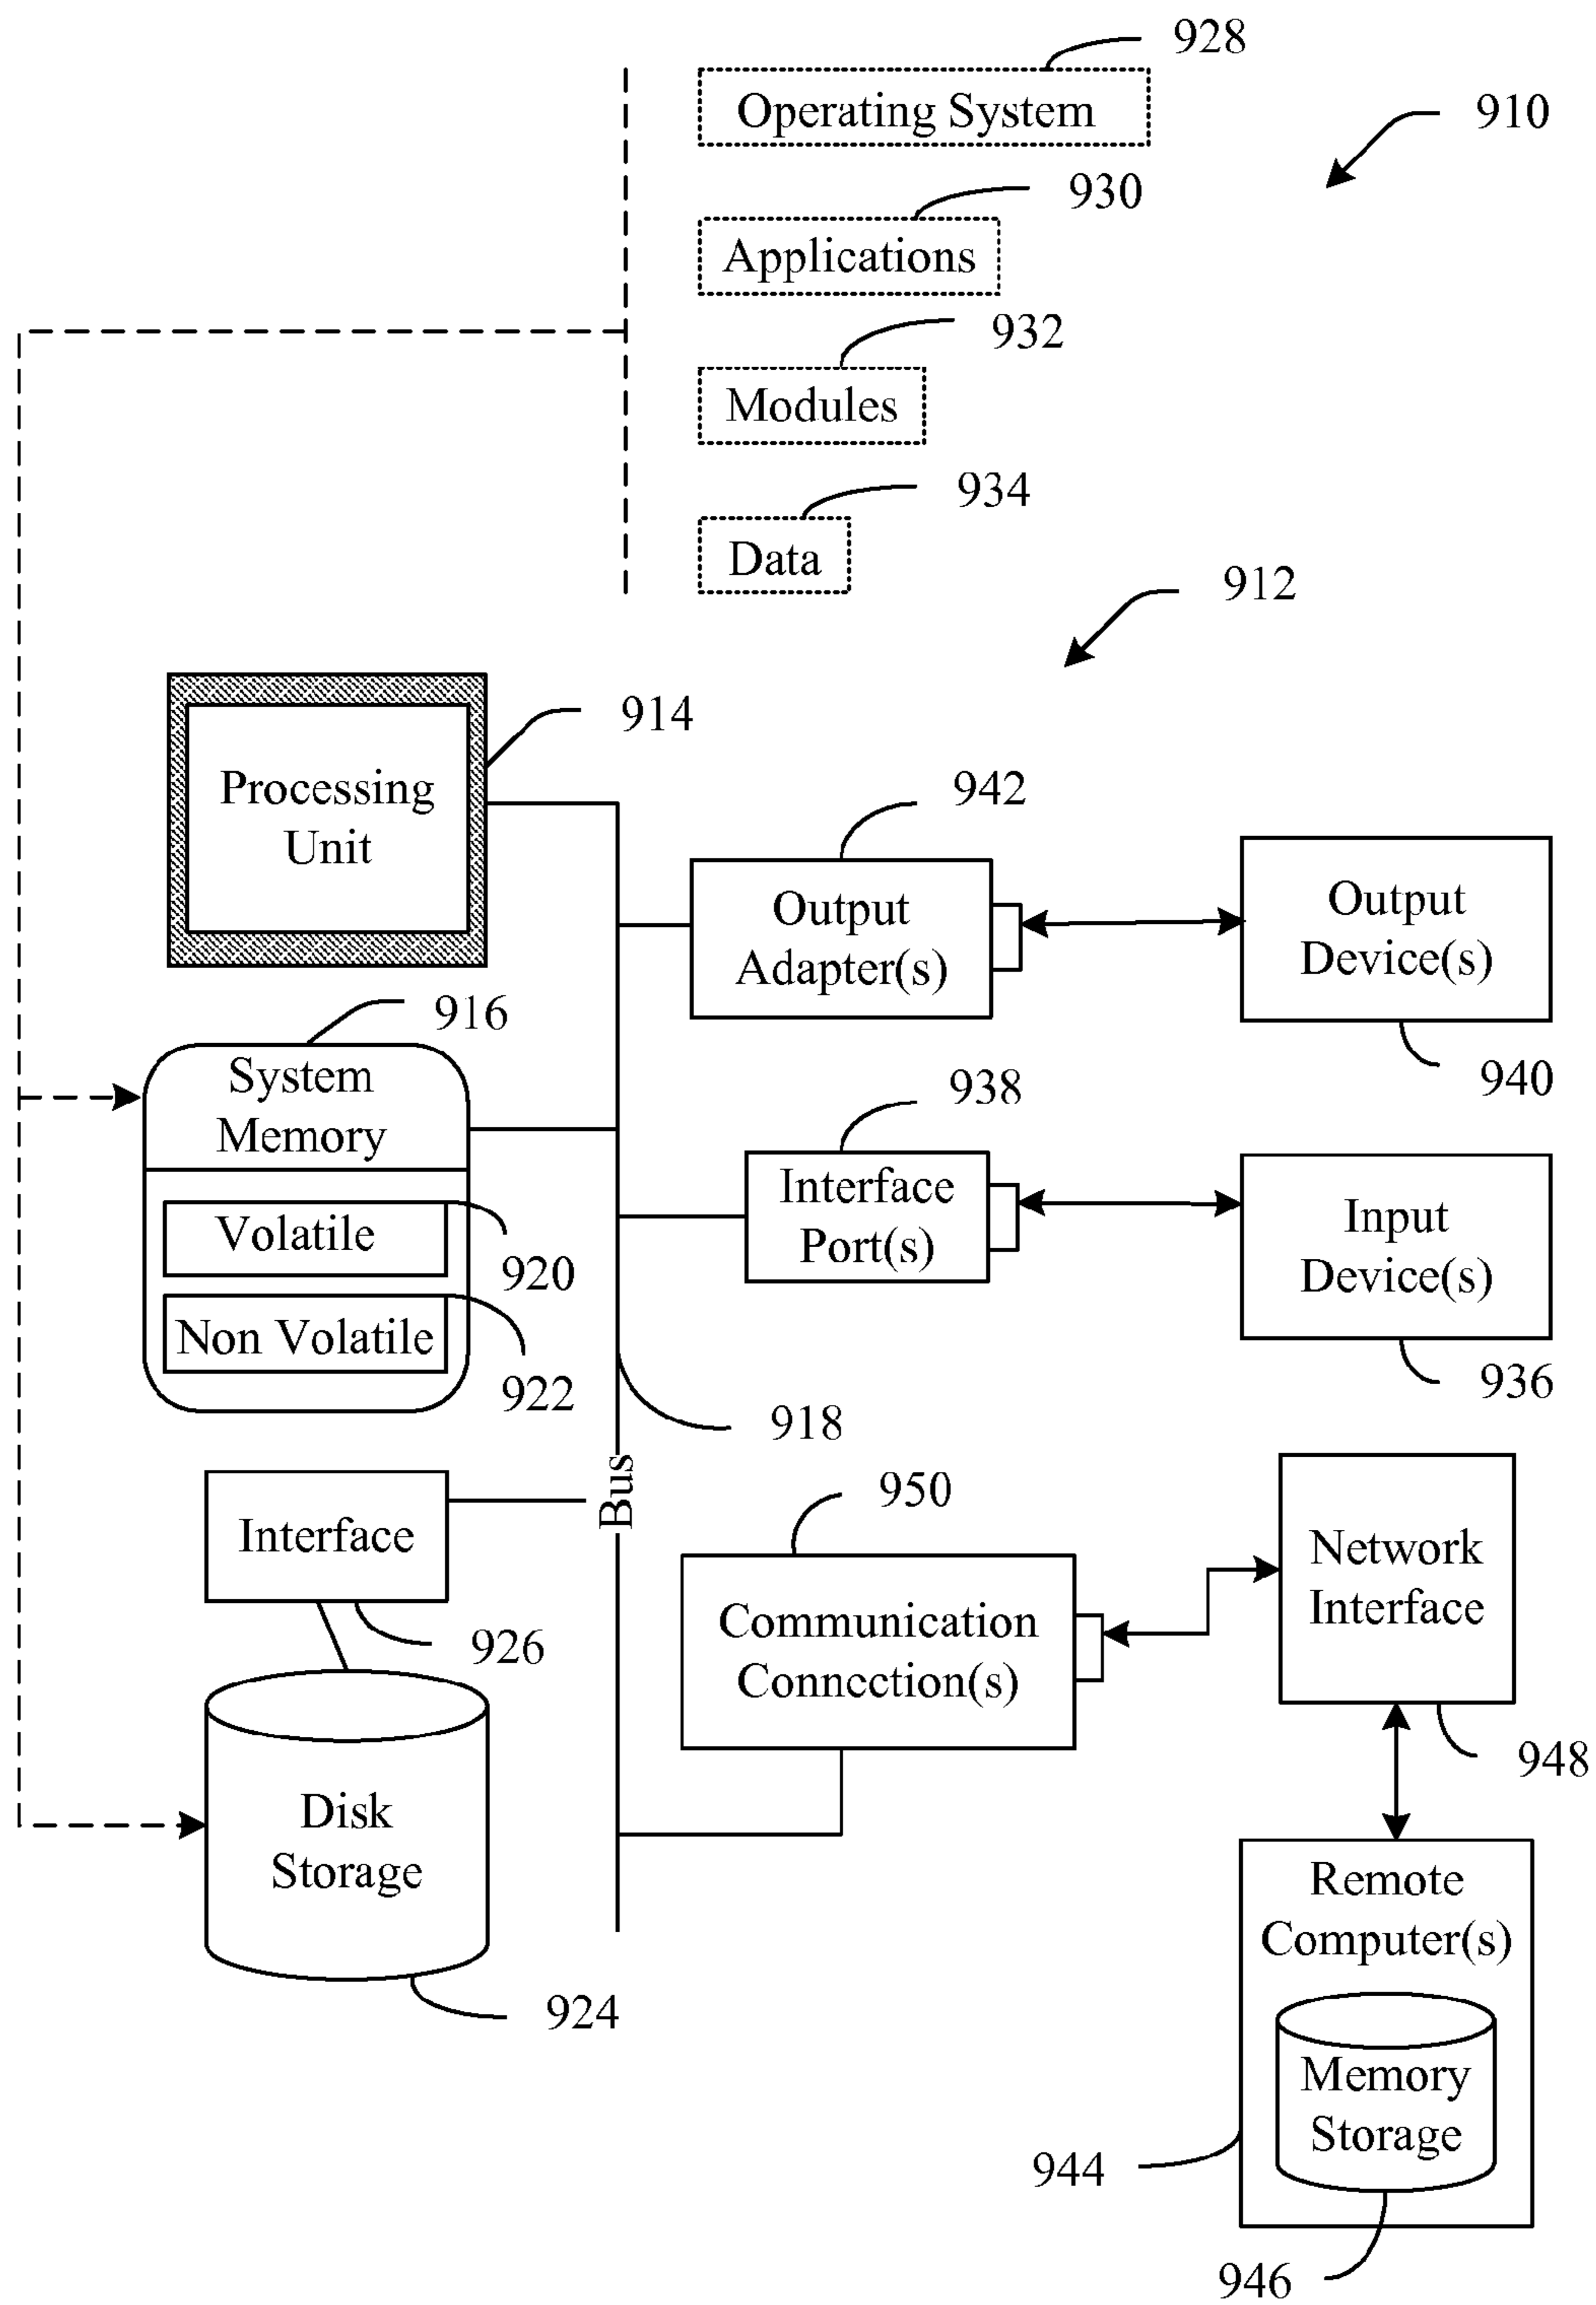 928
Operating System
910
930
Applications
932
Modules
934
Data
912
914
Processing
Unit
942
Output
Adapter(s)
Output
Device(s)
940
916
System
Memory
938
Interface
Port(s)
Input
Device(s)
936
Volatile
920
Non Volatile
922
918
Bus
950
Interface
926
Communication
Connection(s)
Network
Interface
948
Disk
Storage
924
Remote
Computer(s)
Memory
Storage
944
946